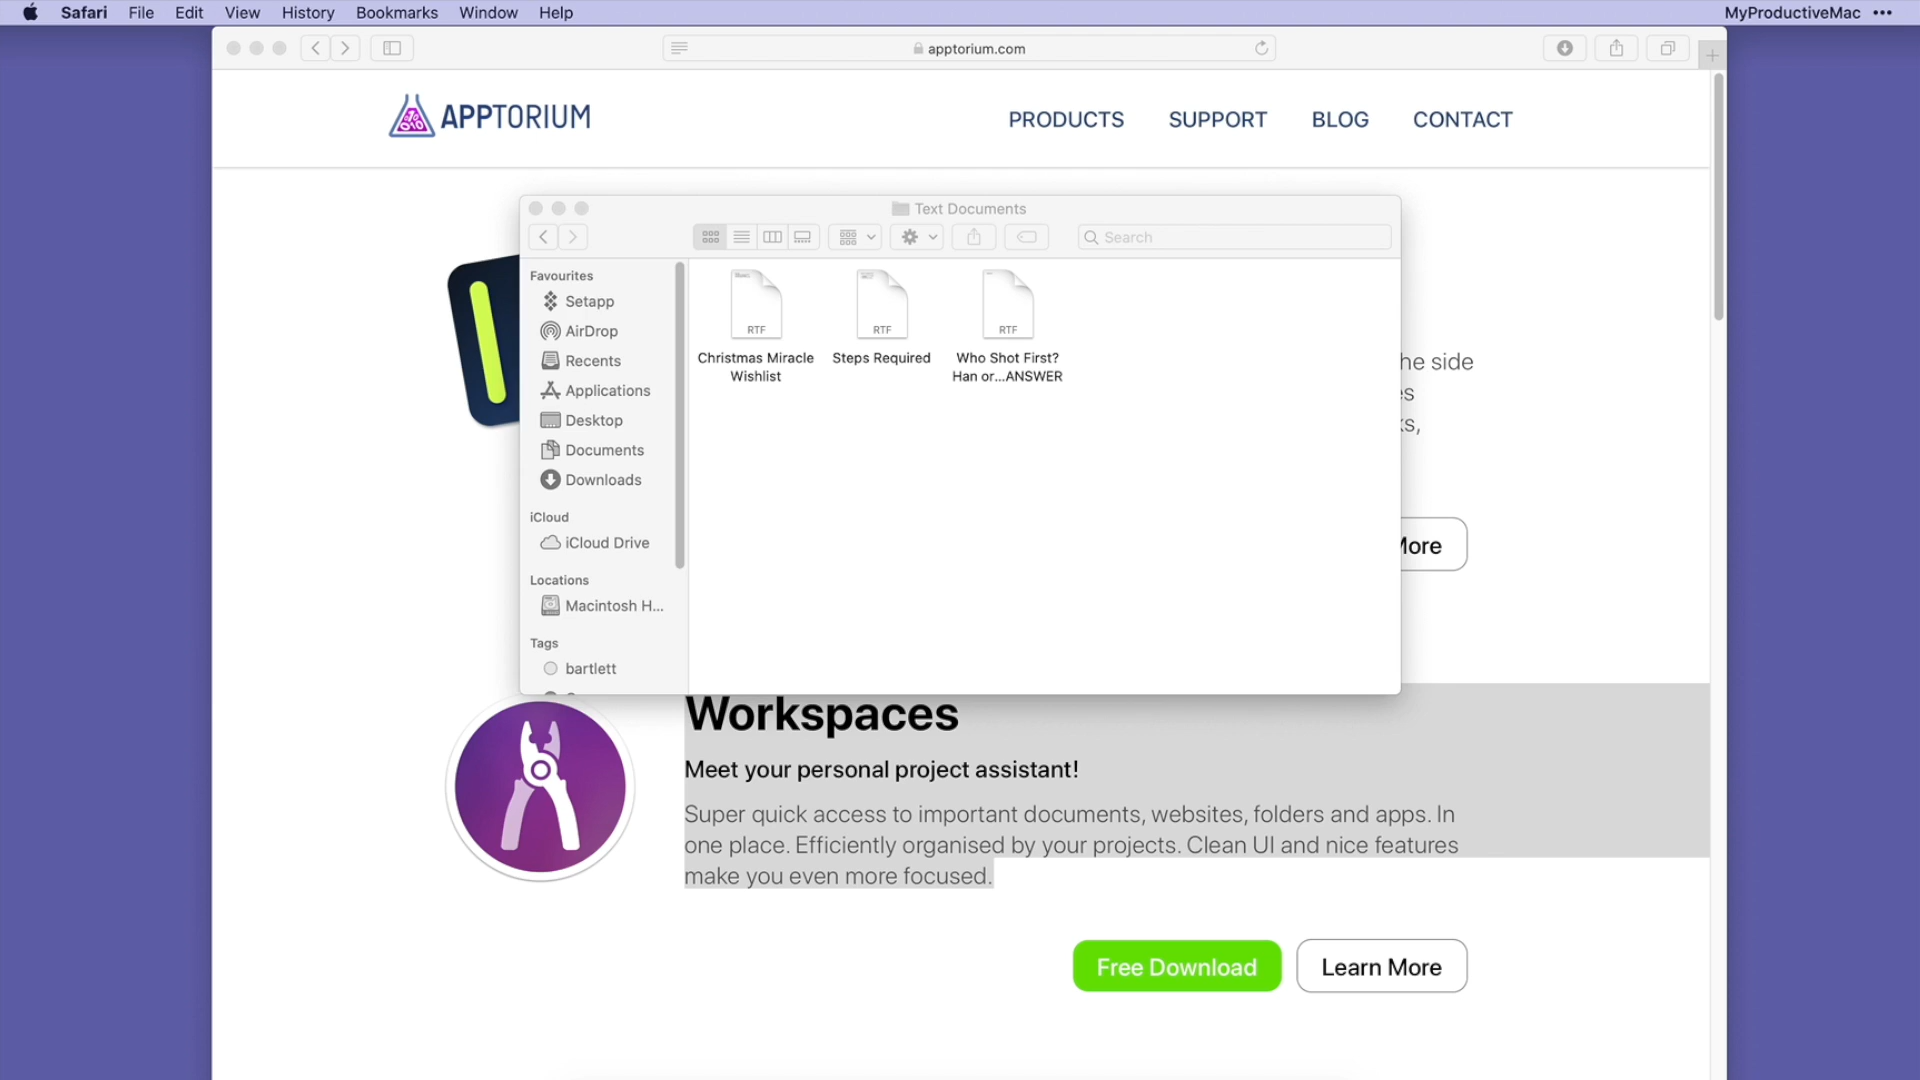 Safari File Edit View History Bookmarks Window Help MyProductiveMac •••
apptorium.com
APPTORIUM
PRODUCTS SUPPORT BLOG CONTACT
Text Documents
Search
Favourites
Setapp
AirDrop
Recents
Applications
Desktop
Documents
Downloads
iCloud
iCloud Drive
Locations
Macintosh H...
Tags
bartlett
RTF
Christmas Miracle
Wishlist
RTF
Steps Required
RTF
Who Shot First?
Han or...ANSWER
he side
es
ks,
More
Workspaces
Meet your personal project assistant!
Super quick access to important documents, websites, folders and apps. In
one place. Efficiently organised by your projects. Clean UI and nice features
make you even more focused.
Free Download Learn More